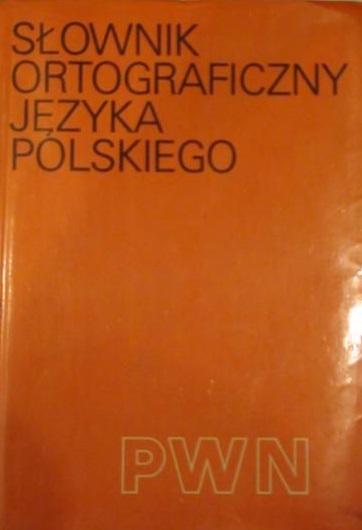 SŁOWNIK
ORTOGRAFICZNY
JĘZYKA
POLSKIEGO
PWN